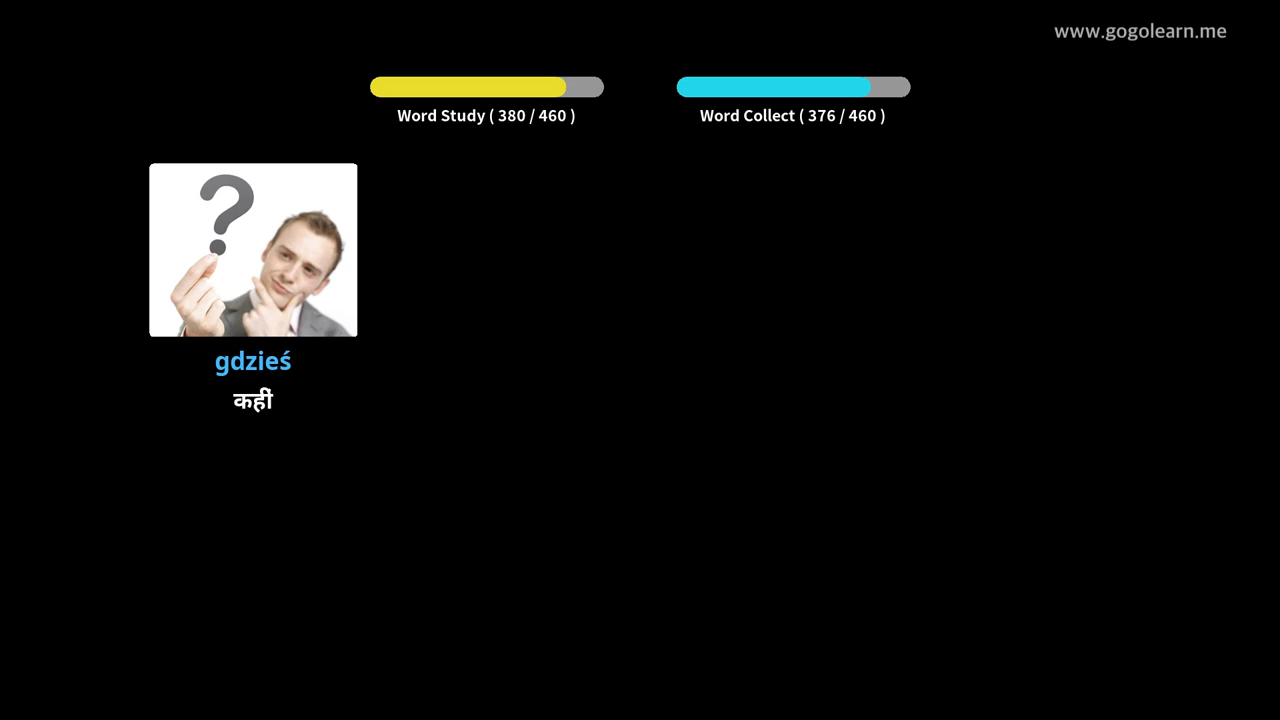 www.gogolearn.me
Word Study ( 380 / 460 )
Word Collect ( 376 / 460 )
?
gdzieś
कहीं